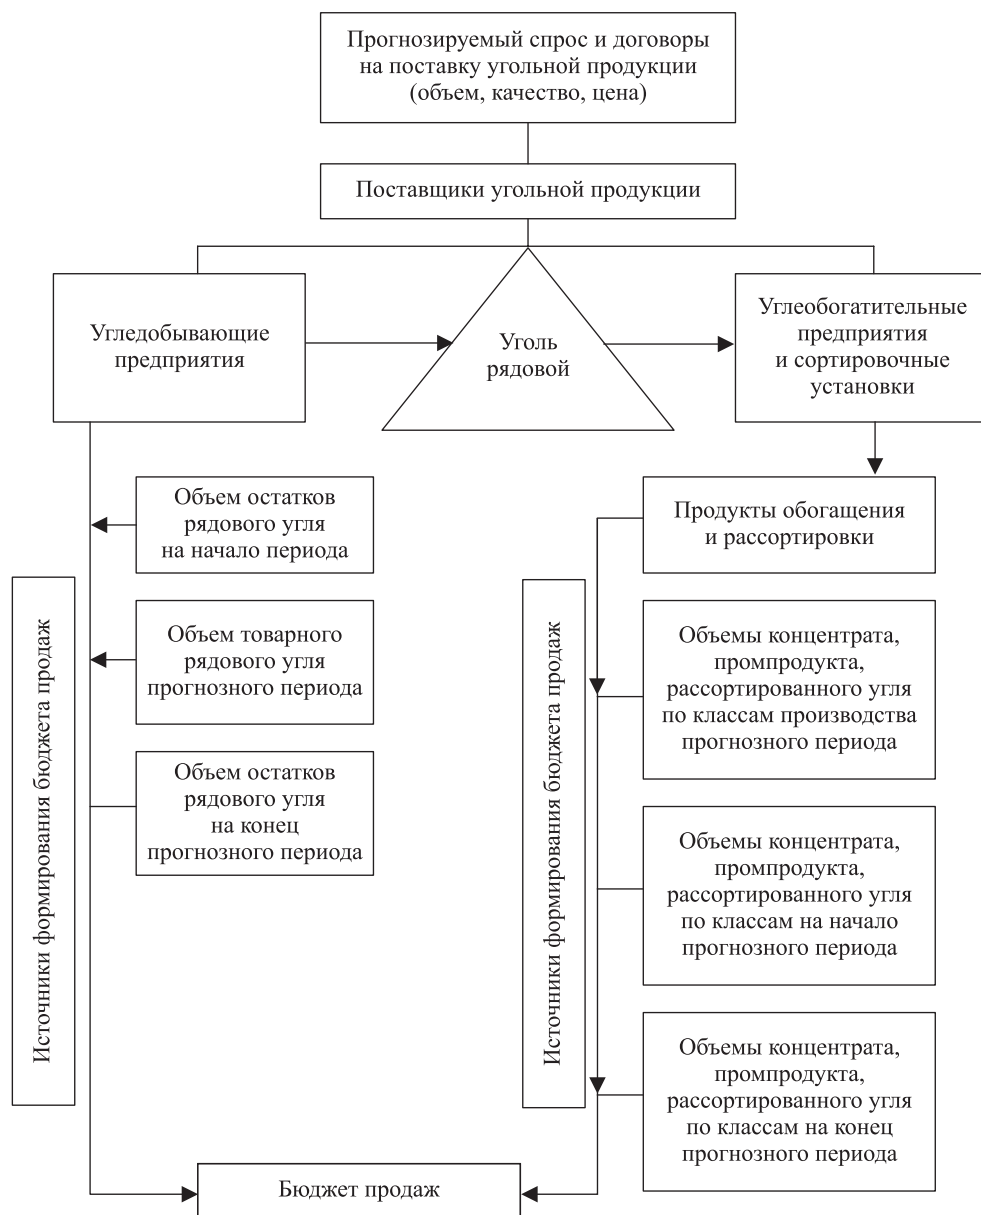 Прогнозируемый спрос и договоры
на поставку угольной продукции
(объем, качество, цена)
Поставщики угольной продукции
Угледобывающие
предприятия
Уголь
рядовой
Углеобогатительные
предприятия
и сортировочные
установки
Источники формирования бюджета продаж
Объем остатков
рядового угля
на начало периода
Объем товарного
рядового угля
прогнозного периода
Объем остатков
рядового угля
на конец
прогнозного периода
Источники формирования бюджета продаж
Продукты обогащения
и рассортировки
Объемы концентрата,
промпродукта,
рассортированного угля
по классам производства
прогнозного периода
Объемы концентрата,
промпродукта,
рассортированного угля
по классам на начало
прогнозного периода
Объемы концентрата,
промпродукта,
рассортированного угля
по классам на конец
прогнозного периода
Бюджет продаж